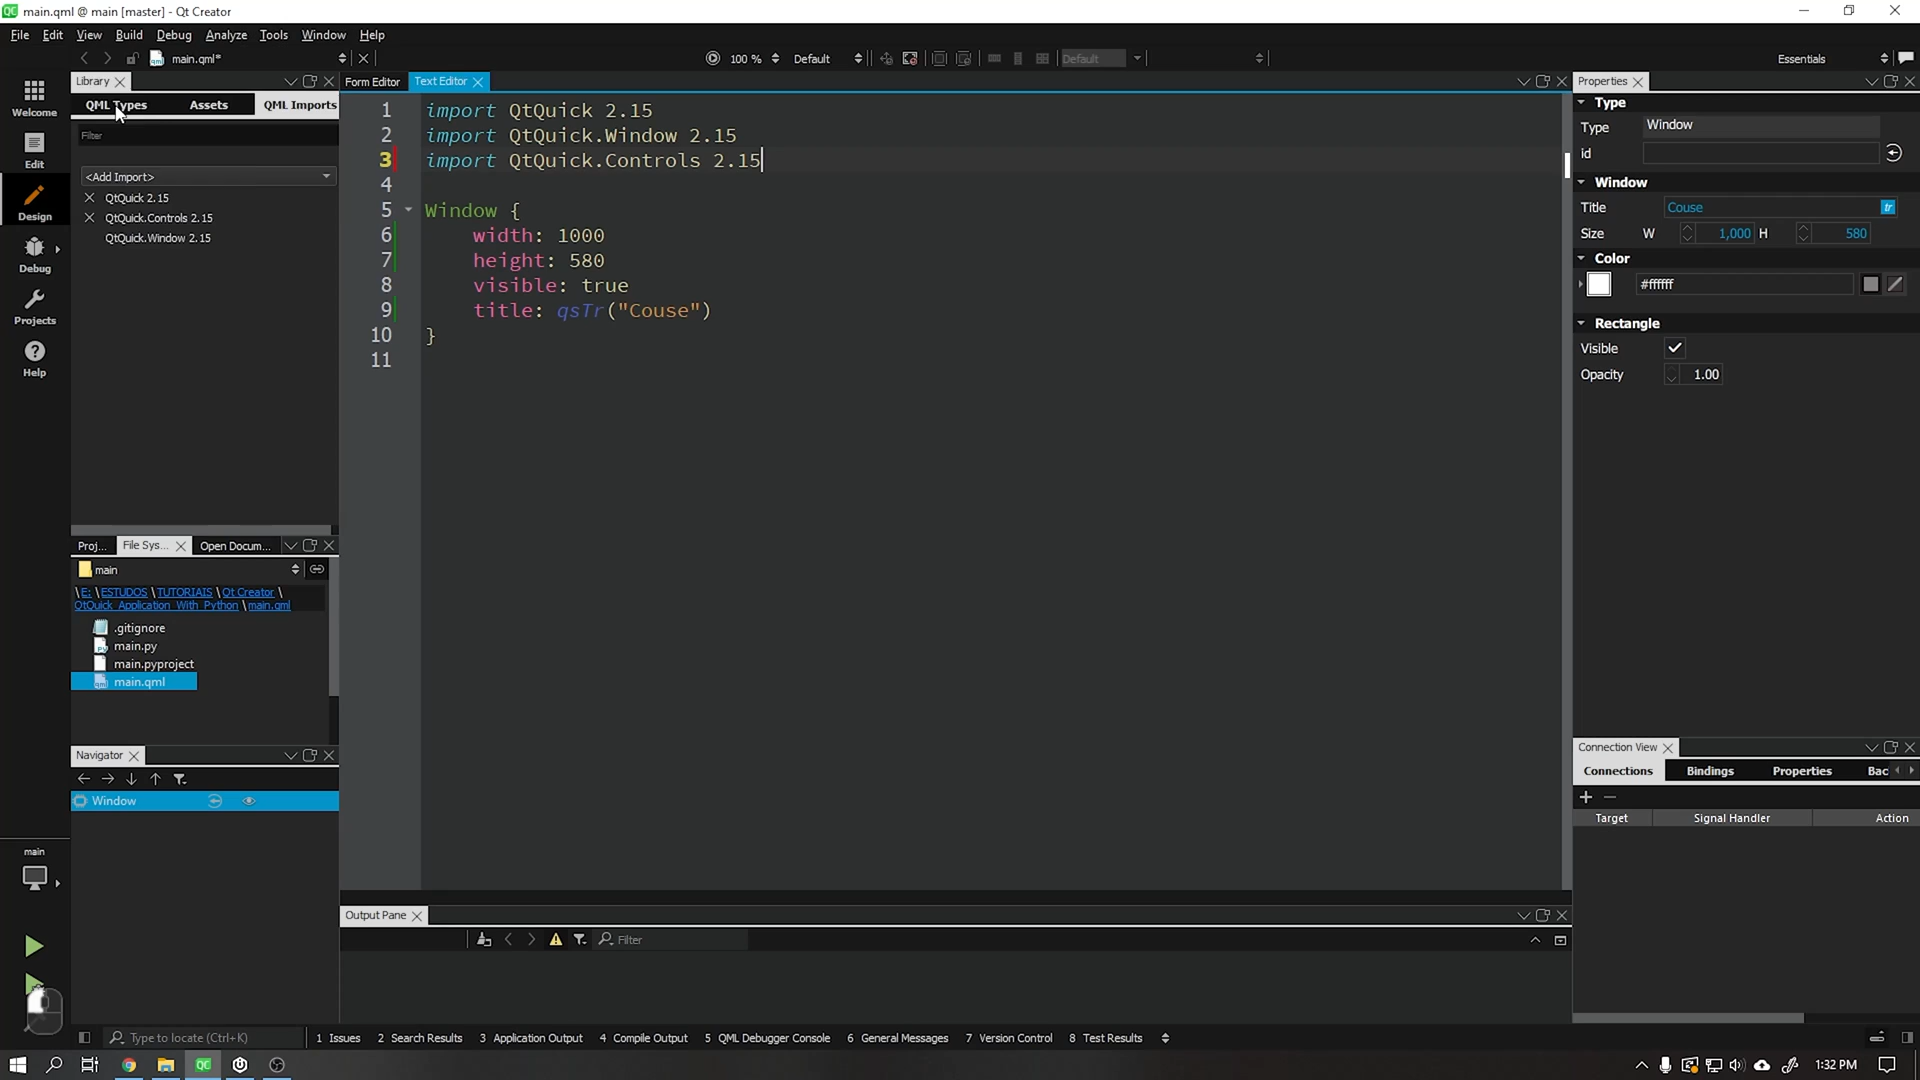 main.qml @ main [master] - Qt Creator
File Edit View Build Debug Analyze Tools Window Help
main.qml* 100 % Default Default Essentials
Library
QML Types Assets QML Imports
Filter
<Add Import>
QtQuick 2.15
QtQuick.Controls 2.15
QtQuick.Window 2.15
Welcome
Edit
Design
Debug
Projects
Help
Form Editor Text Editor
1 import QtQuick 2.15
2 import QtQuick.Window 2.15
3 import QtQuick.Controls 2.15
4
5 Window {
6 width: 1000
7 height: 580
8 visible: true
9 title: qsTr("Couse")
10 }
11
Properties
Type
Type Window
id
Window
Title Couse tr
Size W 1,000 H 580
Color
#ffffff
Rectangle
Visible
Opacity 1.00
Proj... File Sys... Open Docum...
main
\E: \ESTUDOS \TUTORIAIS \Qt Creator \
QtQuick_Application_With_Python \main.qml
.gitignore
main.py
main.pyproject
main.qml
Navigator
Window
main
Connection View
Connections Bindings Properties Bac
Target Signal Handler Action
Output Pane
Filter
Type to locate (Ctrl+K) 1 Issues 2 Search Results 3 Application Output 4 Compile Output 5 QML Debugger Console 6 General Messages 7 Version Control 8 Test Results
QC
1:32 PM